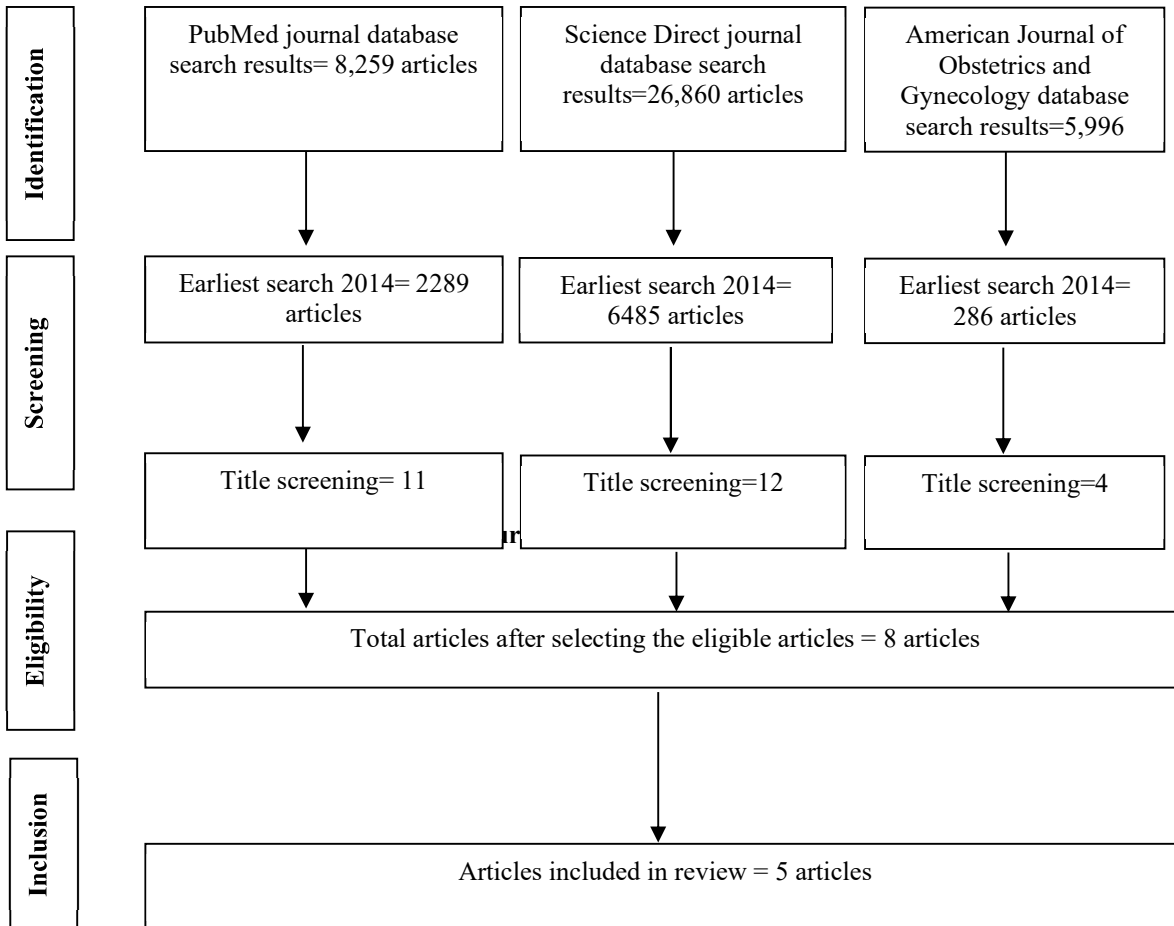 Identification
PubMed journal database
search results= 8,259 articles
Science Direct journal
database search
results=26,860 articles
American Journal of
Obstetrics and
Gynecology database
search results=5,996
Screening
Earliest search 2014= 2289
articles
Earliest search 2014=
6485 articles
Earliest search 2014=
286 articles
Title screening= 11
Title screening=12
Title screening=4
Eligibility
Total articles after selecting the eligible articles = 8 articles
Inclusion
Articles included in review = 5 articles